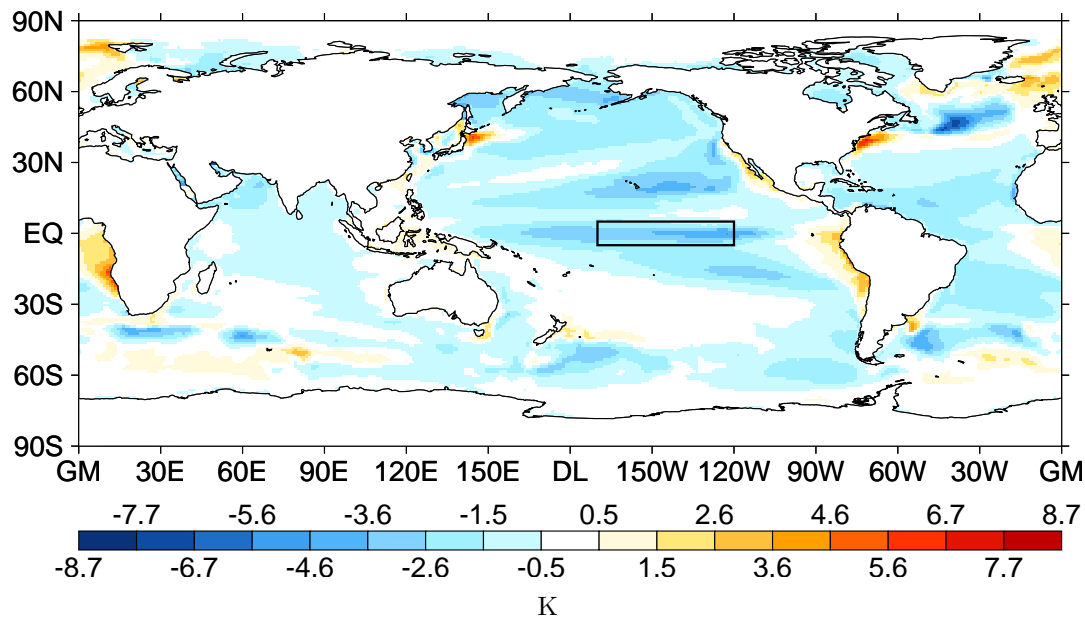 90N
60N
30N
EQ
30S
60S
90S
GM 30E 60E 90E 120E 150E DL 150W 120W 90W 60W 30W GM
-7.7 -5.6 -3.6 -1.5 0.5 2.6 4.6 6.7 8.7
-8.7 -6.7 -4.6 -2.6 -0.5 1.5 3.6 5.6 7.7
K